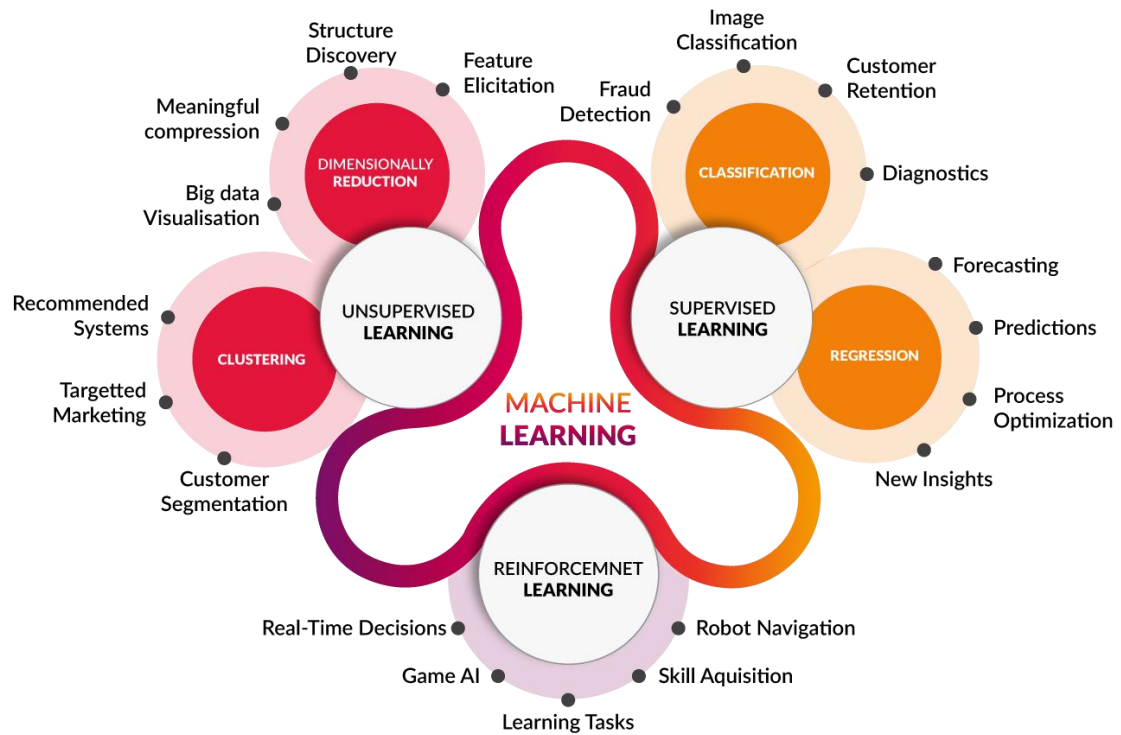 Structure
Discovery
Feature
Elicitation
Meaningful
compression
Big data
Visualisation
DIMENSIONALLY
REDUCTION
Recommended
Systems
Targetted
Marketing
Customer
Segmentation
CLUSTERING
UNSUPERVISED
LEARNING
Image
Classification
Customer
Retention
Fraud
Detection
Diagnostics
CLASSIFICATION
SUPERVISED
LEARNING
Forecasting
Predictions
Process
Optimization
New Insights
REGRESSION
MACHINE
LEARNING
REINFORCEMNET
LEARNING
Real-Time Decisions
Robot Navigation
Game AI
Skill Aquisition
Learning Tasks